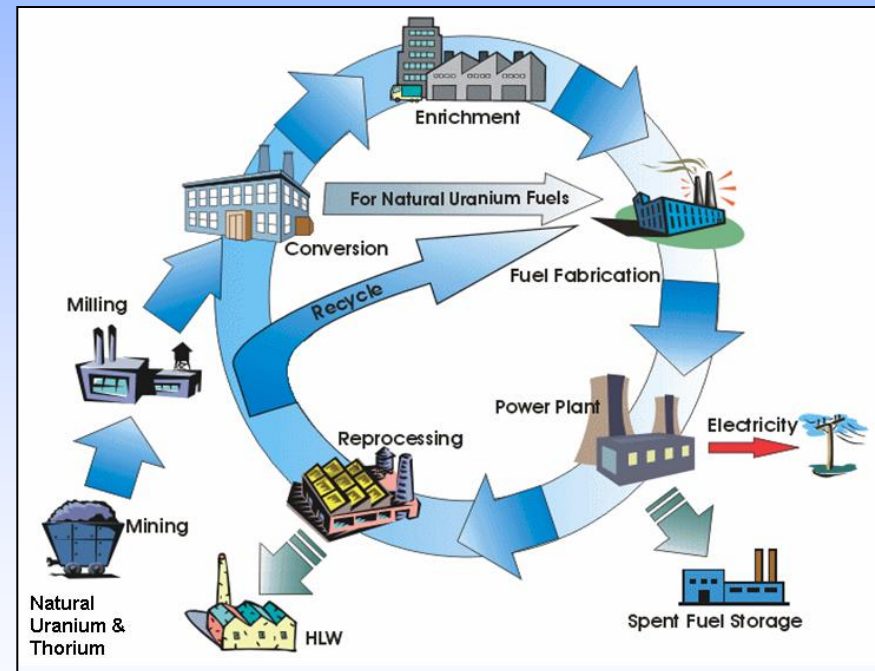 Enrichment
For Natural Uranium Fuels
Conversion
Fuel Fabrication
Recycle
Milling
Power Plant
Electricity
Reprocessing
Mining
Natural
Uranium &
Thorium
HLW
Spent Fuel Storage